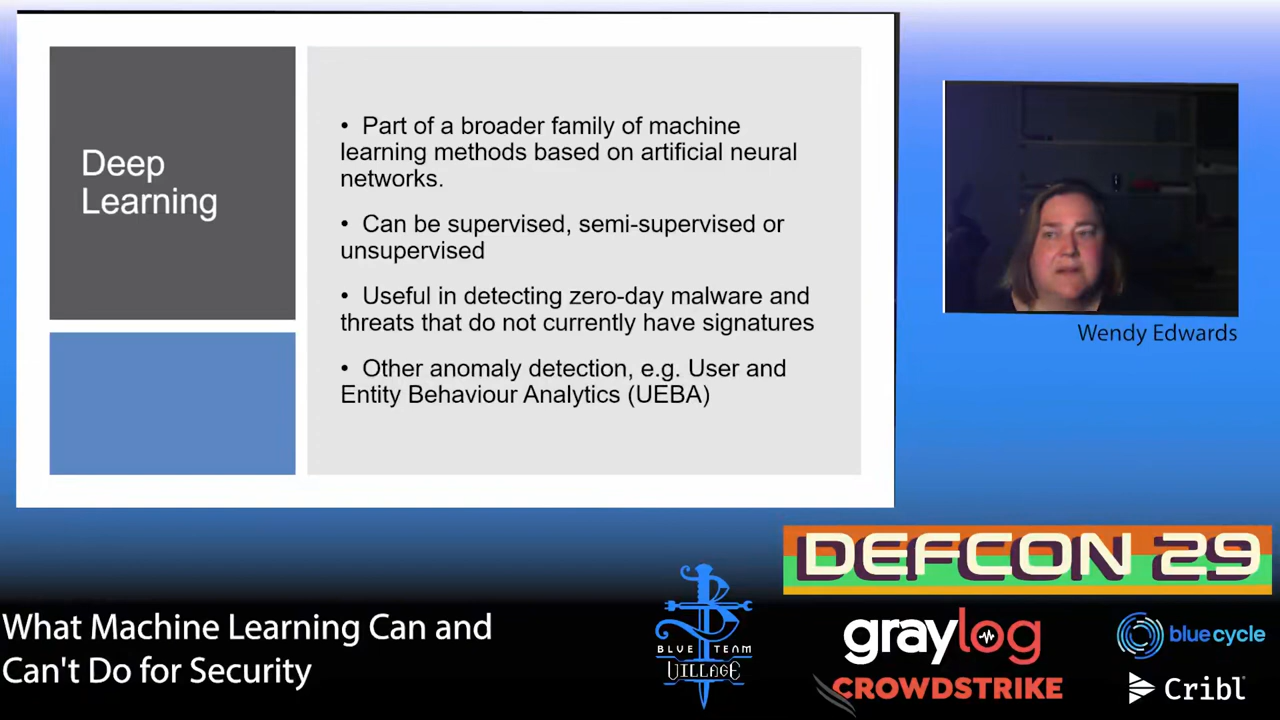 Deep
Learning
• Part of a broader family of machine
learning methods based on artificial neural
networks.
• Can be supervised, semi-supervised or
unsupervised
• Useful in detecting zero-day malware and
threats that do not currently have signatures
• Other anomaly detection, e.g. User and
Entity Behaviour Analytics (UEBA)
Wendy Edwards
What Machine Learning Can and
Can't Do for Security
BLUE TEAM
VILLAGE
DEFCON 29
graylog
bluecycle
CROWDSTRIKE
Cribl